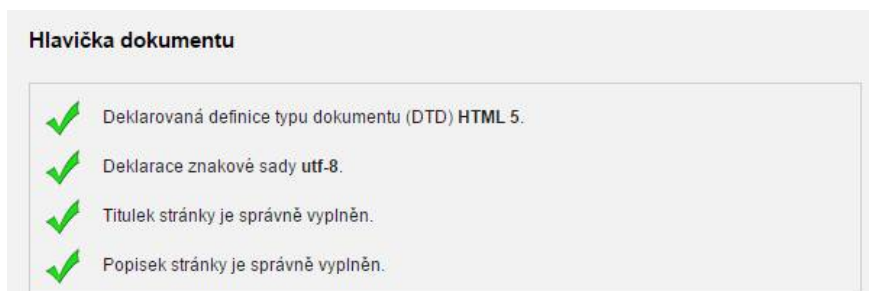 Hlavička dokumentu
Deklarovaná definice typu dokumentu (DTD) HTML 5.
Deklarace znakové sady utf-8.
Titulek stránky je správně vyplněn.
Popisek stránky je správně vyplněn.